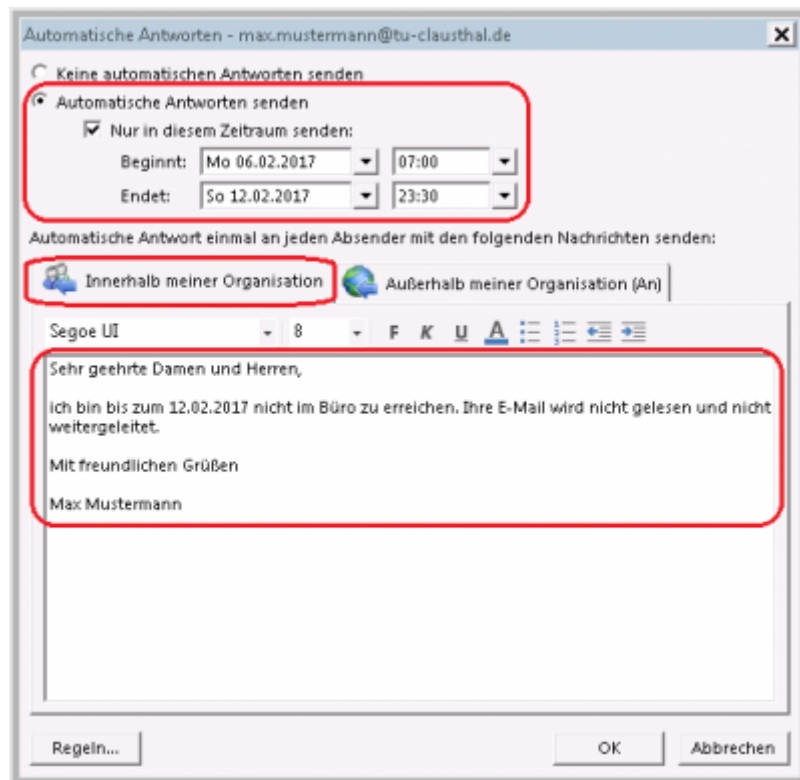 Automatische Antworten - max.mustermann@tu-clausthal.de
Keine automatischen Antworten senden
Automatische Antworten senden
Nur in diesem Zeitraum senden:
Beginnt: Mo 06.02.2017 07:00
Endet: So 12.02.2017 23:30
Automatische Antwort einmal an jeden Absender mit den folgenden Nachrichten senden:
Innerhalb meiner Organisation Außerhalb meiner Organisation (An)
Segoe UI 8 F K U A
Sehr geehrte Damen und Herren,
ich bin bis zum 12.02.2017 nicht im Büro zu erreichen. Ihre E-Mail wird nicht gelesen und nicht
weitergeleitet.
Mit freundlichen Grüßen
Max Mustermann
Regeln... OK Abbrechen